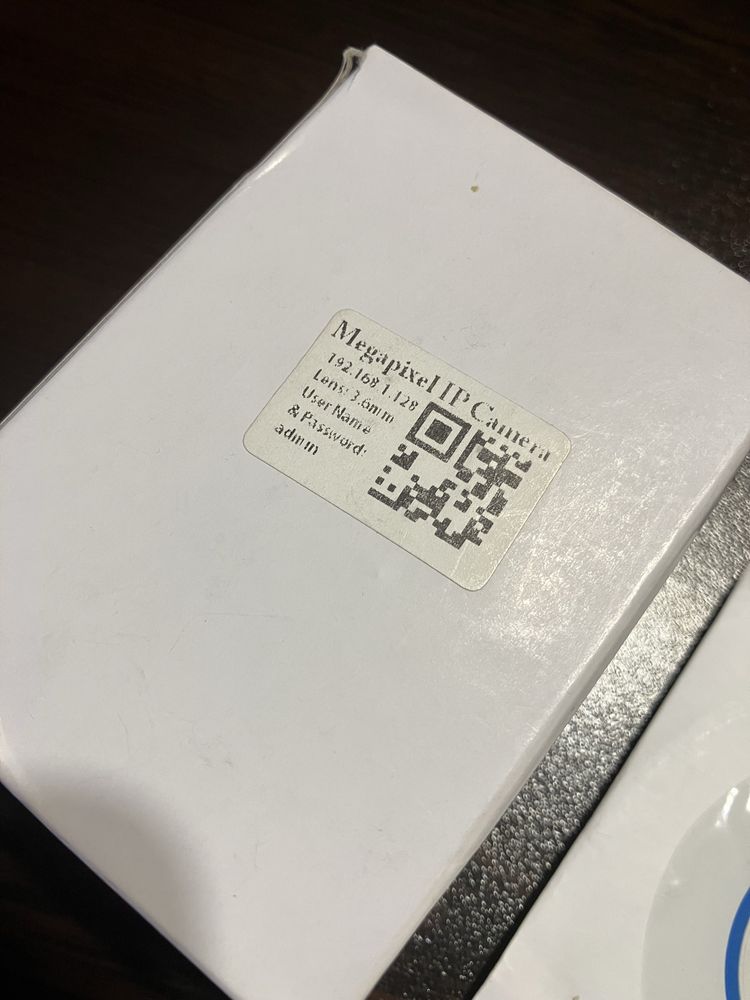 Megapixel IP Camera
192.168.1.128
Lens: 3.6mm
User Name
& Password:
admin